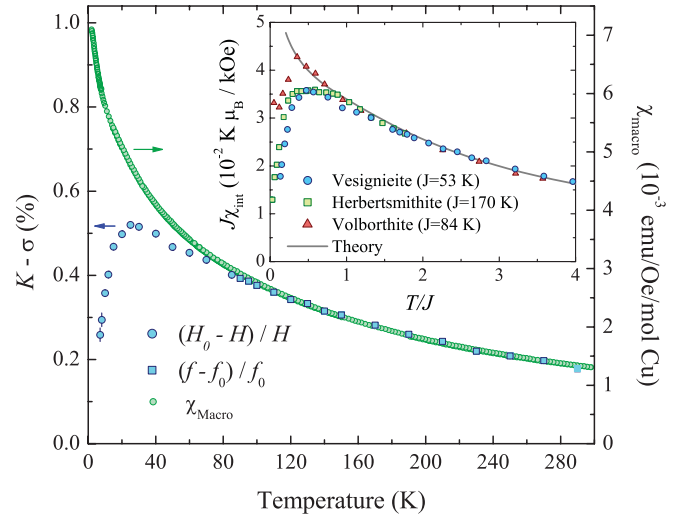 1.0
0.8
0.6
0.4
0.2
0.0
K - σ (%)
0 40 80 120 160 200 240 280
Temperature (K)
7
6
5
4
3
2
1
0
χmacro (10⁻³ emu/Oe/mol Cu)
(H₀ - H) / H
(f - f₀) / f₀
χMacro
5
4
3
2
1
0
Jχint (10⁻² K μB / kOe)
0 1 2 3 4
T/J
Vesignieite (J=53 K)
Herbertsmithite (J=170 K)
Volborthite (J=84 K)
Theory